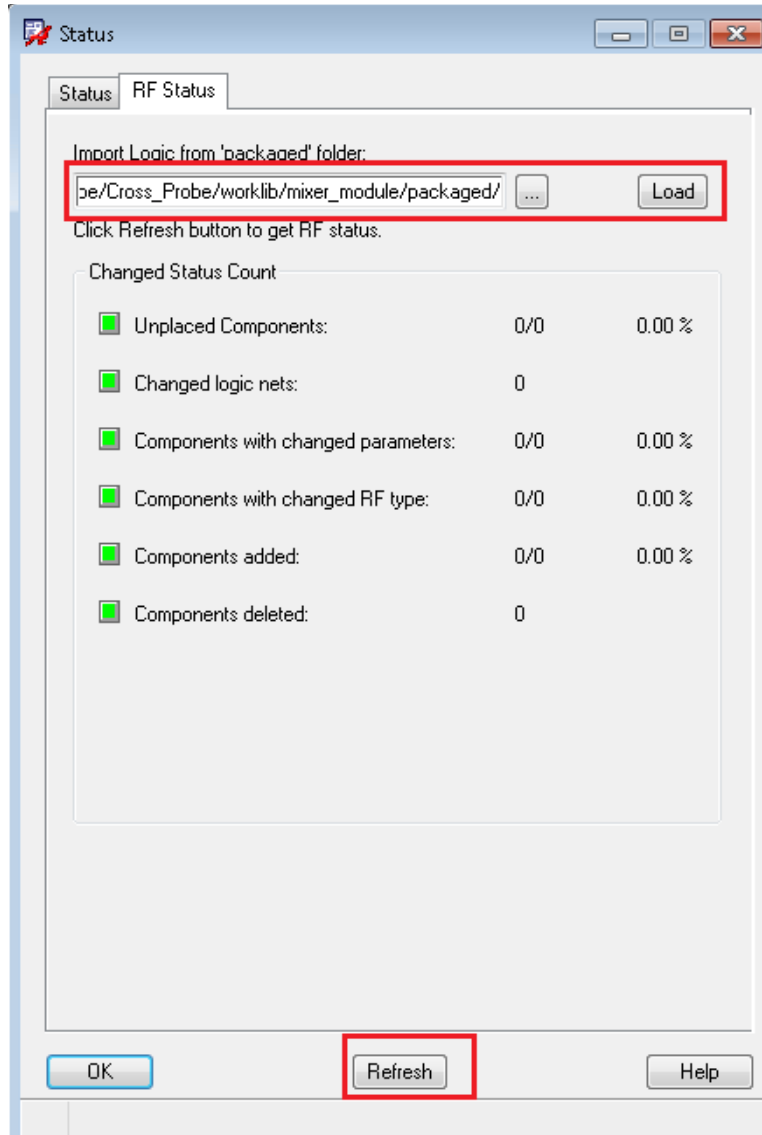 Status
Status RF Status
Import Logic from 'packaged' folder:
be/Cross_Probe/worklib/mixer_module/packaged/ ... Load
Click Refresh button to get RF status.
Changed Status Count
Unplaced Components: 0/0 0.00 %
Changed logic nets: 0
Components with changed parameters: 0/0 0.00 %
Components with changed RF type: 0/0 0.00 %
Components added: 0/0 0.00 %
Components deleted: 0
OK Refresh Help